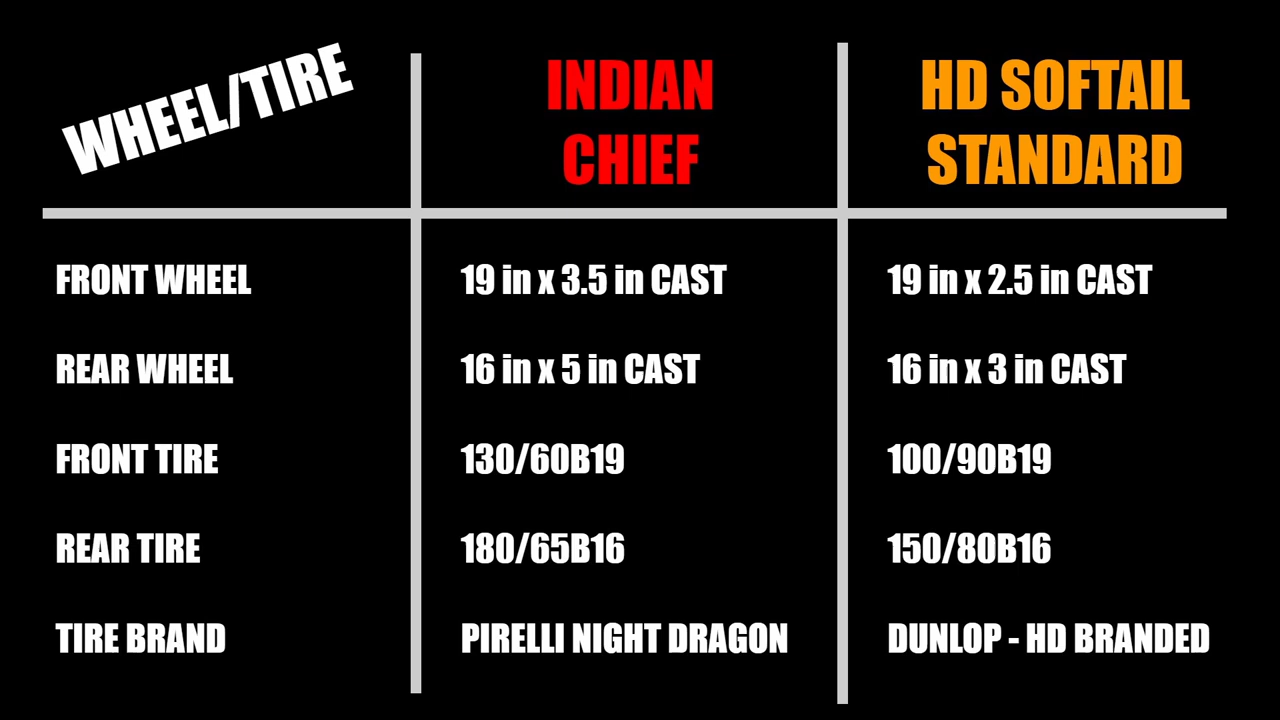 WHEEL/TIRE
INDIAN
CHIEF
HD SOFTAIL
STANDARD
FRONT WHEEL 19 in x 3.5 in CAST 19 in x 2.5 in CAST
REAR WHEEL 16 in x 5 in CAST 16 in x 3 in CAST
FRONT TIRE 130/60B19 100/90B19
REAR TIRE 180/65B16 150/80B16
TIRE BRAND PIRELLI NIGHT DRAGON DUNLOP - HD BRANDED